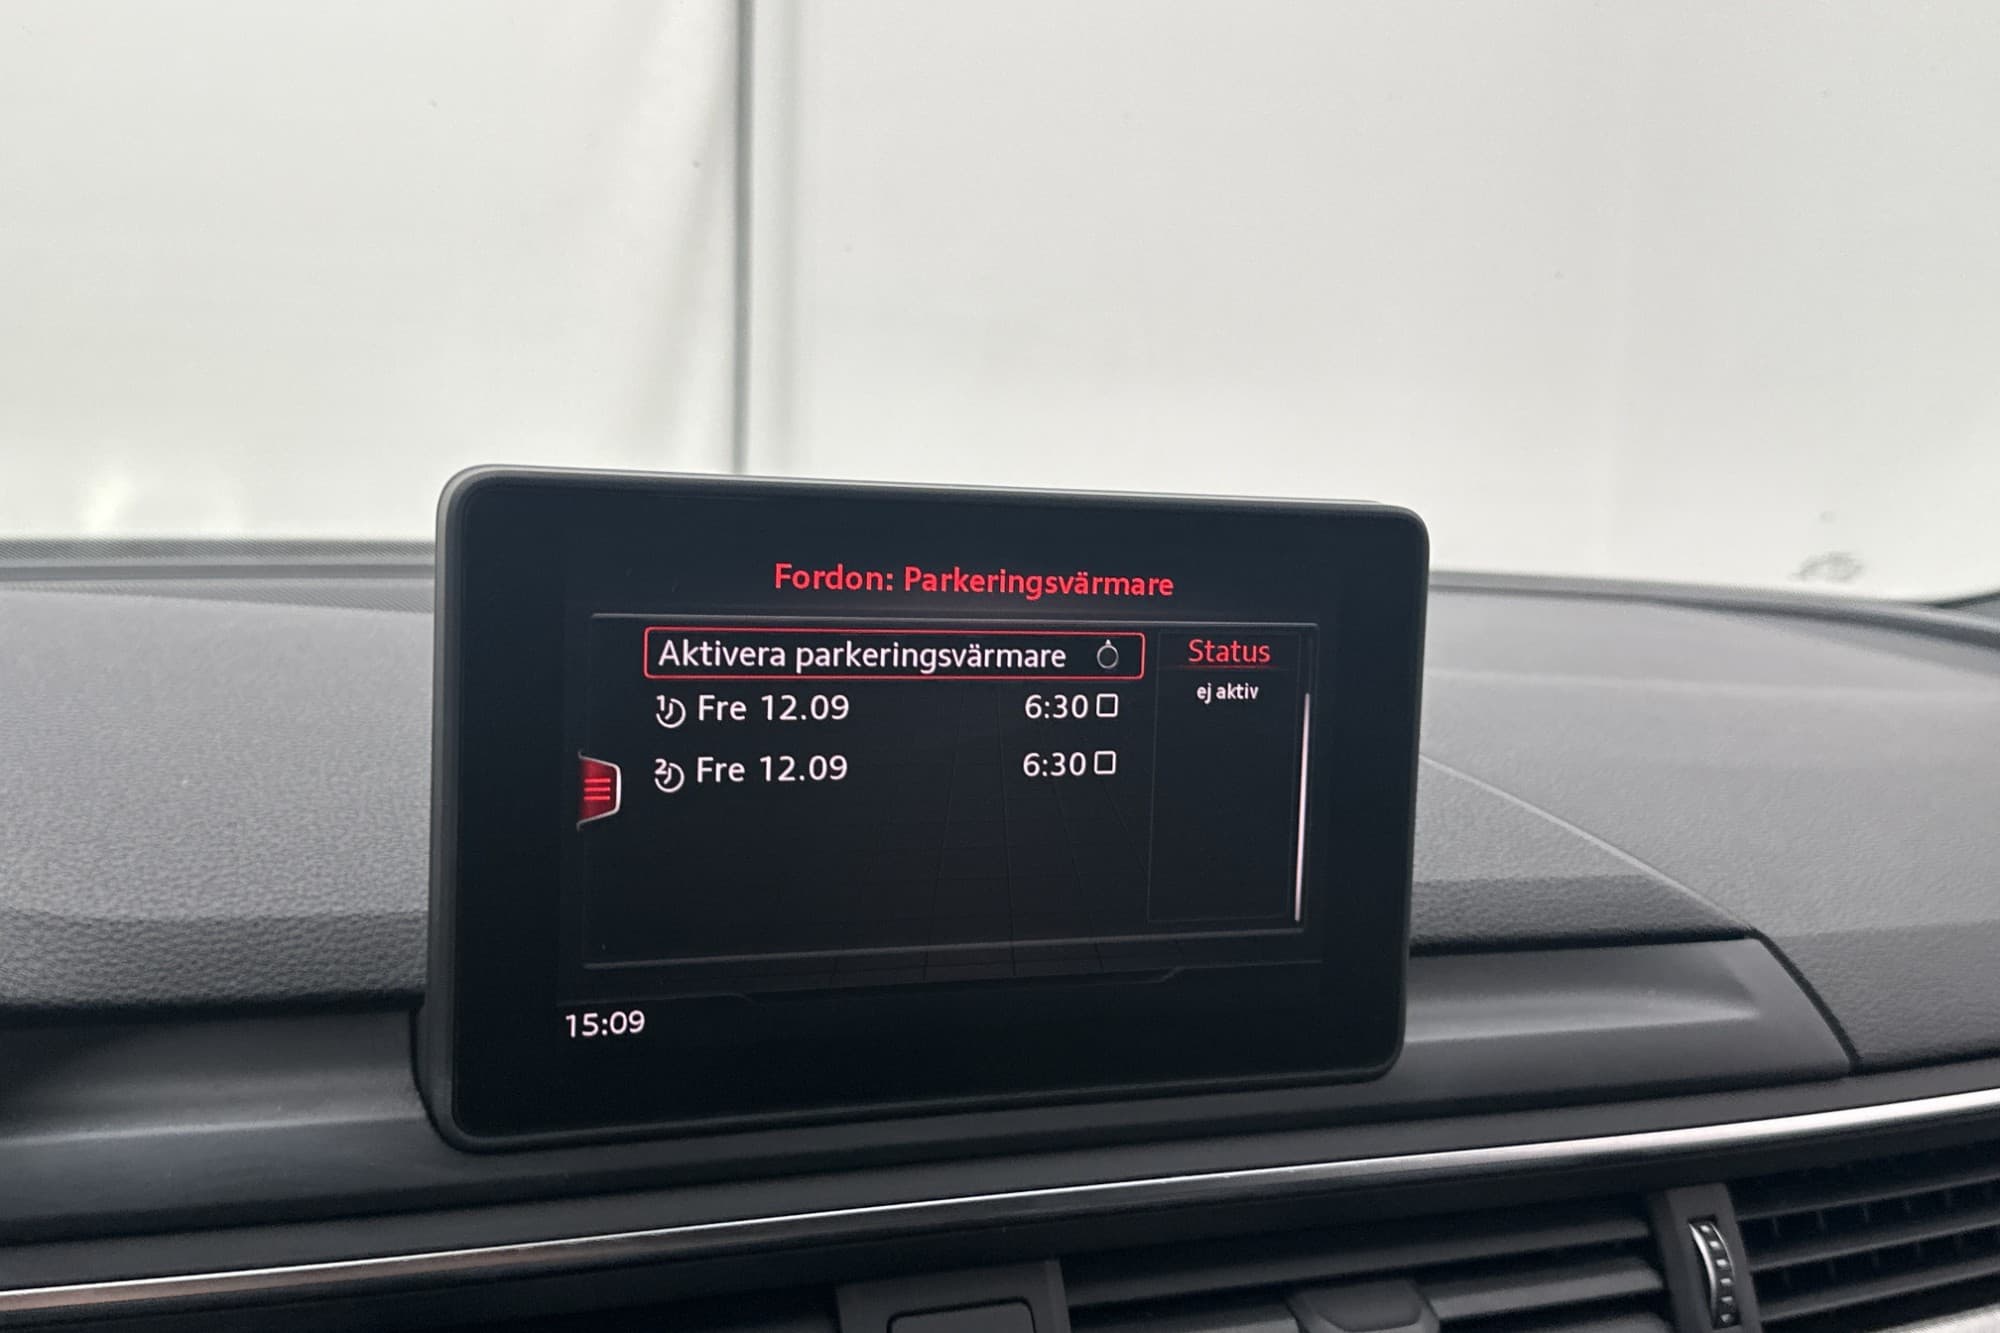 Fordon: Parkeringsvärmare
Aktivera parkeringsvärmare
Status
ej aktiv
1 Fre 12.09 6:30
2 Fre 12.09 6:30
15:09